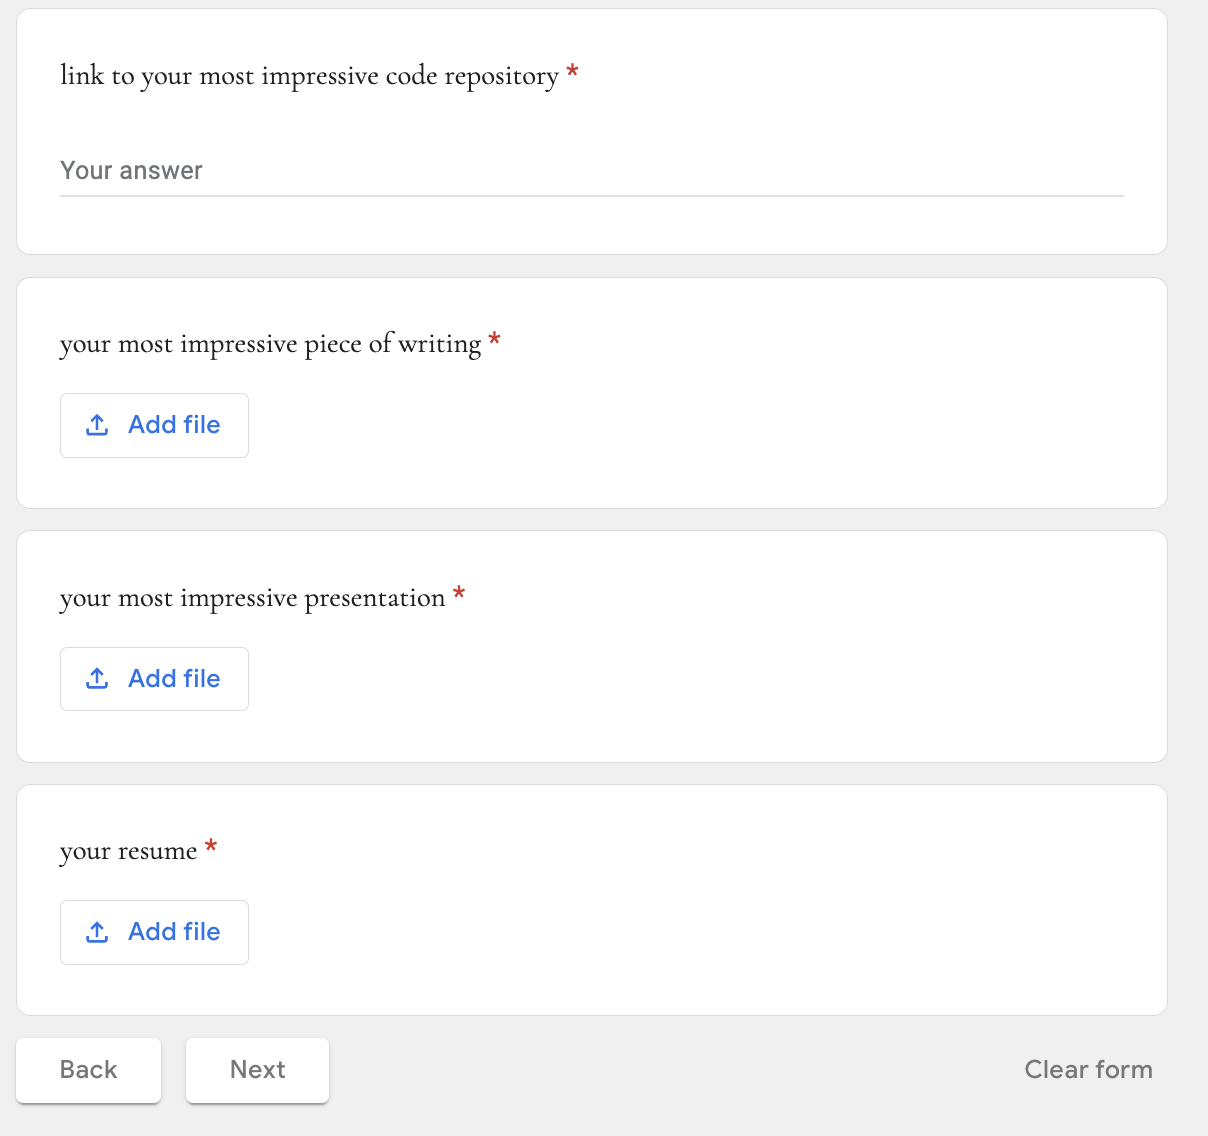 link to your most impressive code repository *
Your answer
your most impressive piece of writing *
Add file
your most impressive presentation *
Add file
your resume *
Add file
Back Next Clear form